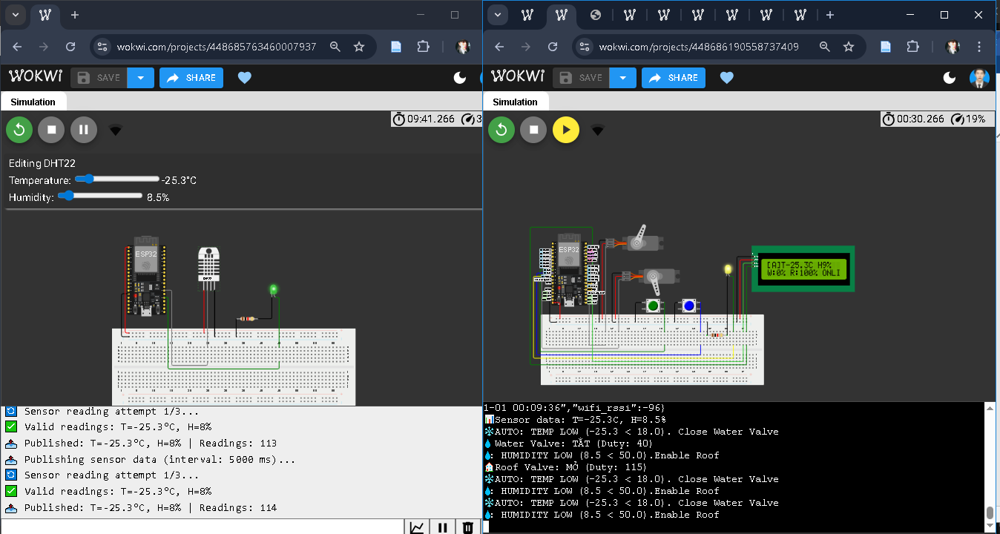 wokwi.com/projects/448685763460007937
WOKWI
SAVE
SHARE
Simulation
09:41.266
3
Editing DHT22
Temperature: -25.3°C
Humidity: 8.5%
ESP32
DHT22
Sensor reading attempt 1/3...
Valid readings: T=-25.3°C, H=8%
Published: T=-25.3°C, H=8% | Readings: 113
Publishing sensor data (interval: 5000 ms)...
Sensor reading attempt 1/3...
Valid readings: T=-25.3°C, H=8%
Published: T=-25.3°C, H=8% | Readings: 114
wokwi.com/projects/448686190558737409
WOKWI
SAVE
SHARE
Simulation
00:30.266
19%
ESP32
[A]T-25.3C H9%
W:0% R:100% ONLI
1-01 00:09:36","wifi_rssi":-96}
Sensor data: T=-25.3C, H=8.5%
AUTO: TEMP LOW (-25.3 < 18.0). Close Water Valve
Water Valve: TẮT (Duty: 40)
: HUMIDITY LOW (8.5 < 50.0).Enable Roof
Roof Valve: MỞ (Duty: 115)
AUTO: TEMP LOW (-25.3 < 18.0). Close Water Valve
: HUMIDITY LOW (8.5 < 50.0).Enable Roof
AUTO: TEMP LOW (-25.3 < 18.0). Close Water Valve
: HUMIDITY LOW (8.5 < 50.0).Enable Roof